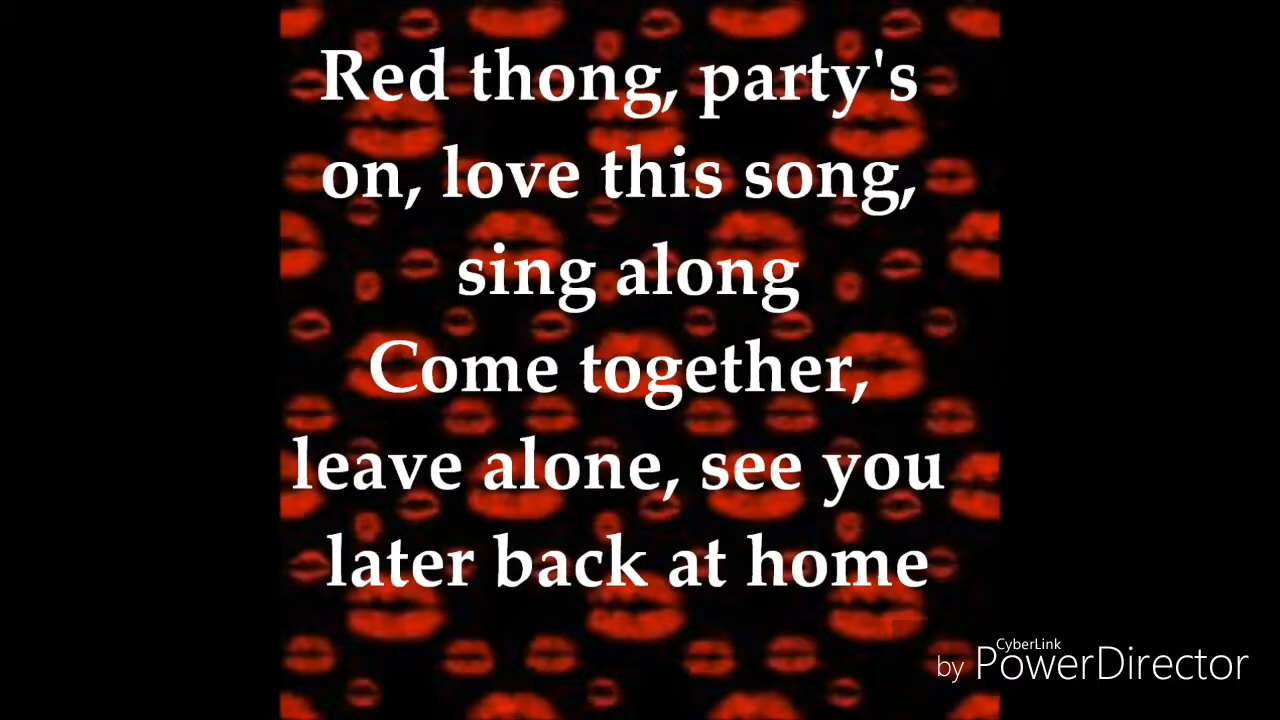 Red thong, party's
on, love this song,
sing along
Come together,
leave alone, see you
later back at home
CyberLink
by PowerDirector